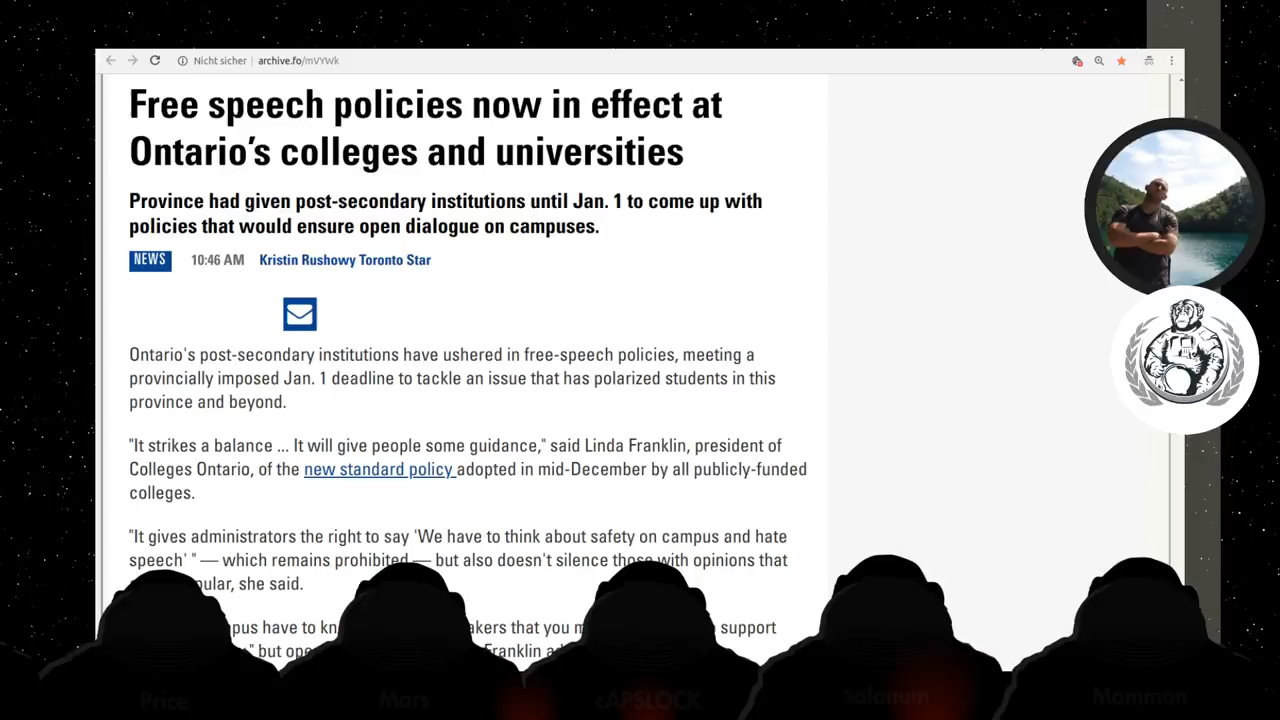 Nicht sicher archive.fo/mVYWk
Free speech policies now in effect at
Ontario’s colleges and universities
Province had given post-secondary institutions until Jan. 1 to come up with
policies that would ensure open dialogue on campuses.
NEWS 10:46 AM Kristin Rushowy Toronto Star
Ontario's post-secondary institutions have ushered in free-speech policies, meeting a
provincially imposed Jan. 1 deadline to tackle an issue that has polarized students in this
province and beyond.
"It strikes a balance ... It will give people some guidance," said Linda Franklin, president of
Colleges Ontario, of the new standard policy adopted in mid-December by all publicly-funded
colleges.
"It gives administrators the right to say ‘We have to think about safety on campus and hate
speech’ " — which remains prohibited — but also doesn't silence those with opinions that
she said.
have to support
but Franklin
Price Mars cAPSLOCK Solanum Mammon